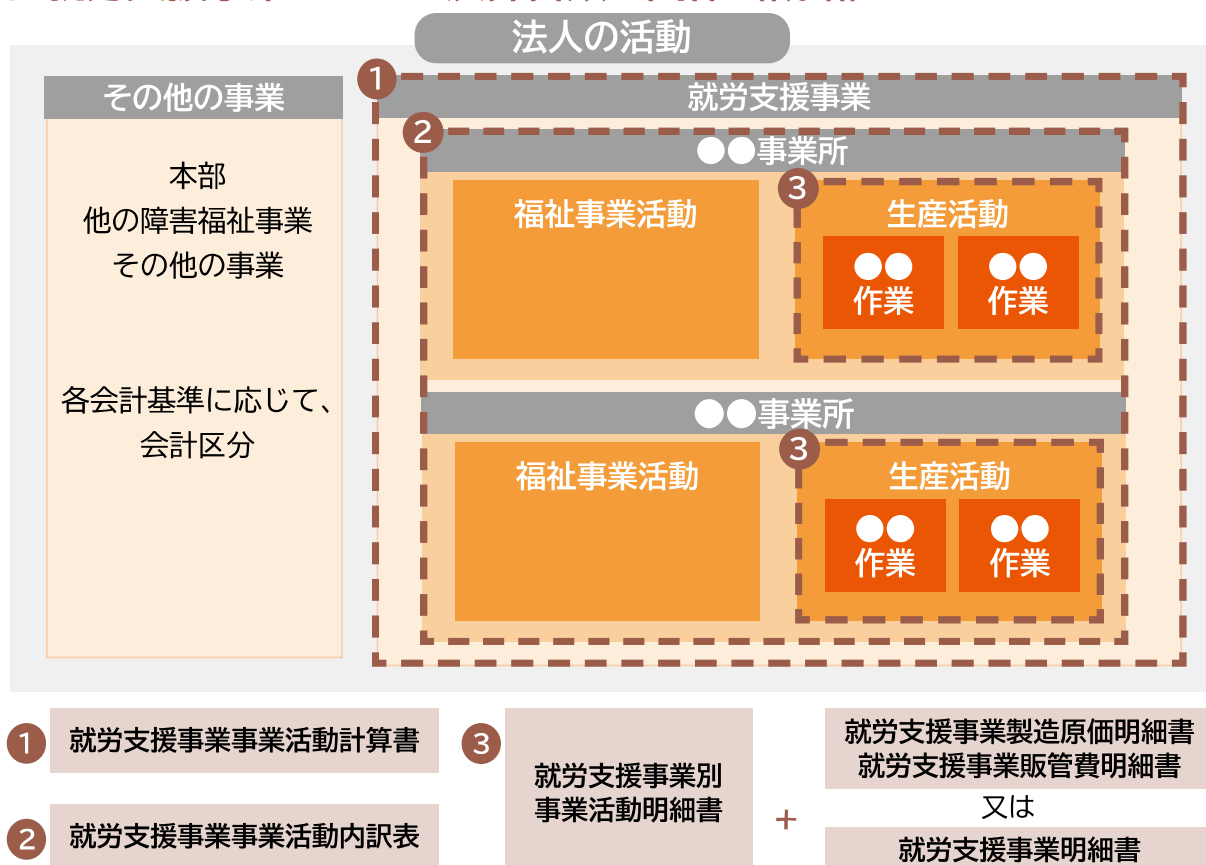 法人の活動
その他の事業
本部
他の障害福祉事業
その他の事業
各会計基準に応じて、
会計区分
1
就労支援事業
2
●●事業所
福祉事業活動
3
生産活動
●●
作業
●●
作業
●●事業所
福祉事業活動
3
生産活動
●●
作業
●●
作業
1
就労支援事業事業活動計算書
2
就労支援事業事業活動内訳表
3
就労支援事業別
事業活動明細書
+
就労支援事業製造原価明細書
就労支援事業販管費明細書
又は
就労支援事業明細書